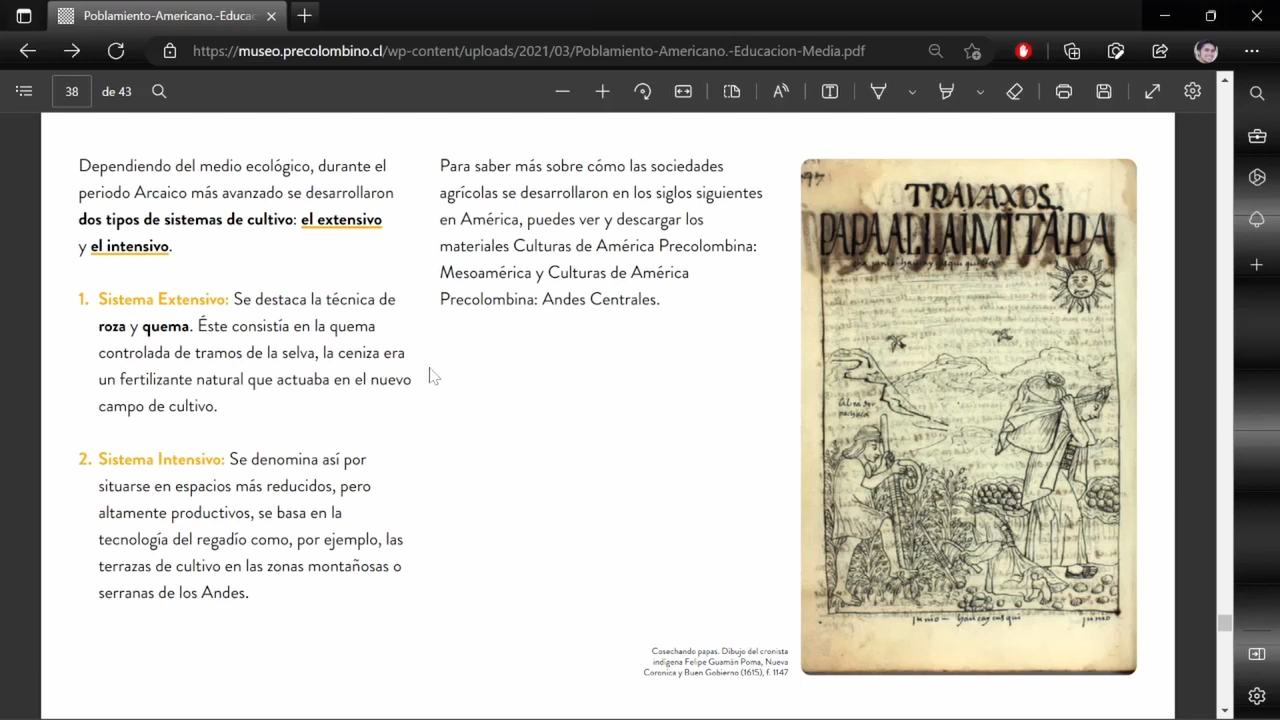 Poblamiento-Americano.-Educac
https://museo.precolombino.cl/wp-content/uploads/2021/03/Poblamiento-Americano.-Educacion-Media.pdf
38 de 43
Dependiendo del medio ecológico, durante el
periodo Arcaico más avanzado se desarrollaron
dos tipos de sistemas de cultivo: el extensivo
y el intensivo.
1. Sistema Extensivo: Se destaca la técnica de
roza y quema. Éste consistía en la quema
controlada de tramos de la selva, la ceniza era
un fertilizante natural que actuaba en el nuevo
campo de cultivo.
2. Sistema Intensivo: Se denomina así por
situarse en espacios más reducidos, pero
altamente productivos, se basa en la
tecnología del regadío como, por ejemplo, las
terrazas de cultivo en las zonas montañosas o
serranas de los Andes.
Para saber más sobre cómo las sociedades
agrícolas se desarrollaron en los siglos siguientes
en América, puedes ver y descargar los
materiales Culturas de América Precolombina:
Mesoamérica y Culturas de América
Precolombina: Andes Centrales.
TRAVAXOS
PAPA ALLAIMITAPA
junio
Cosechando papas. Dibujo del cronista
indígena Felipe Guamán Poma, Nueva
Coronica y Buen Gobierno (1615), f. 1147